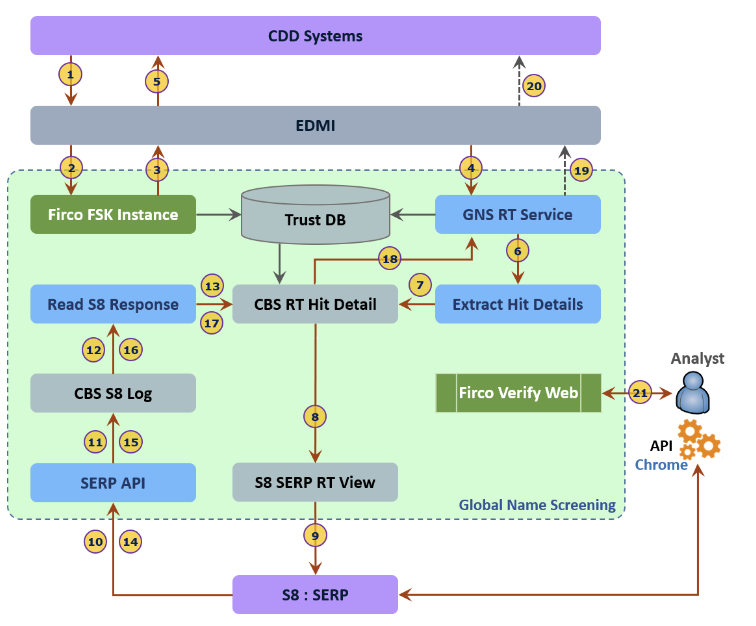 CDD Systems
1
5
20
EDMI
2
3
4
19
Firco FSK Instance
Trust DB
GNS RT Service
18
6
Read S8 Response
13
17
CBS RT Hit Detail
7
Extract Hit Details
12
16
Analyst
CBS S8 Log
Firco Verify Web
21
8
11
15
API
Chrome
SERP API
S8 SERP RT View
Global Name Screening
10
14
9
S8 : SERP